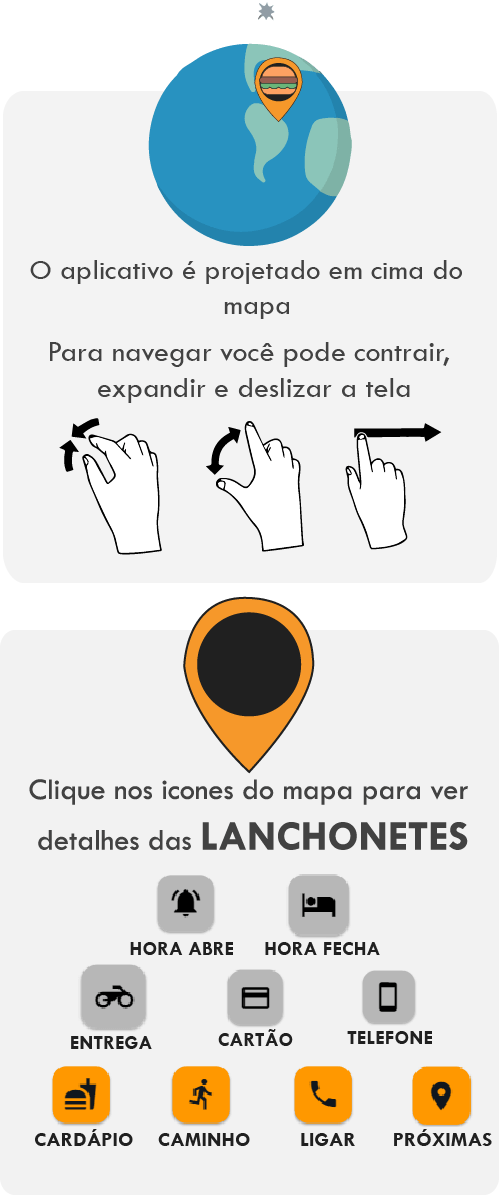 O aplicativo é projetado em cima do
mapa
Para navegar você pode contrair,
expandir e deslizar a tela
Clique nos icones do mapa para ver
detalhes das LANCHONETES
HORA ABRE HORA FECHA
ENTREGA CARTÃO TELEFONE
CARDÁPIO CAMINHO LIGAR PRÓXIMAS